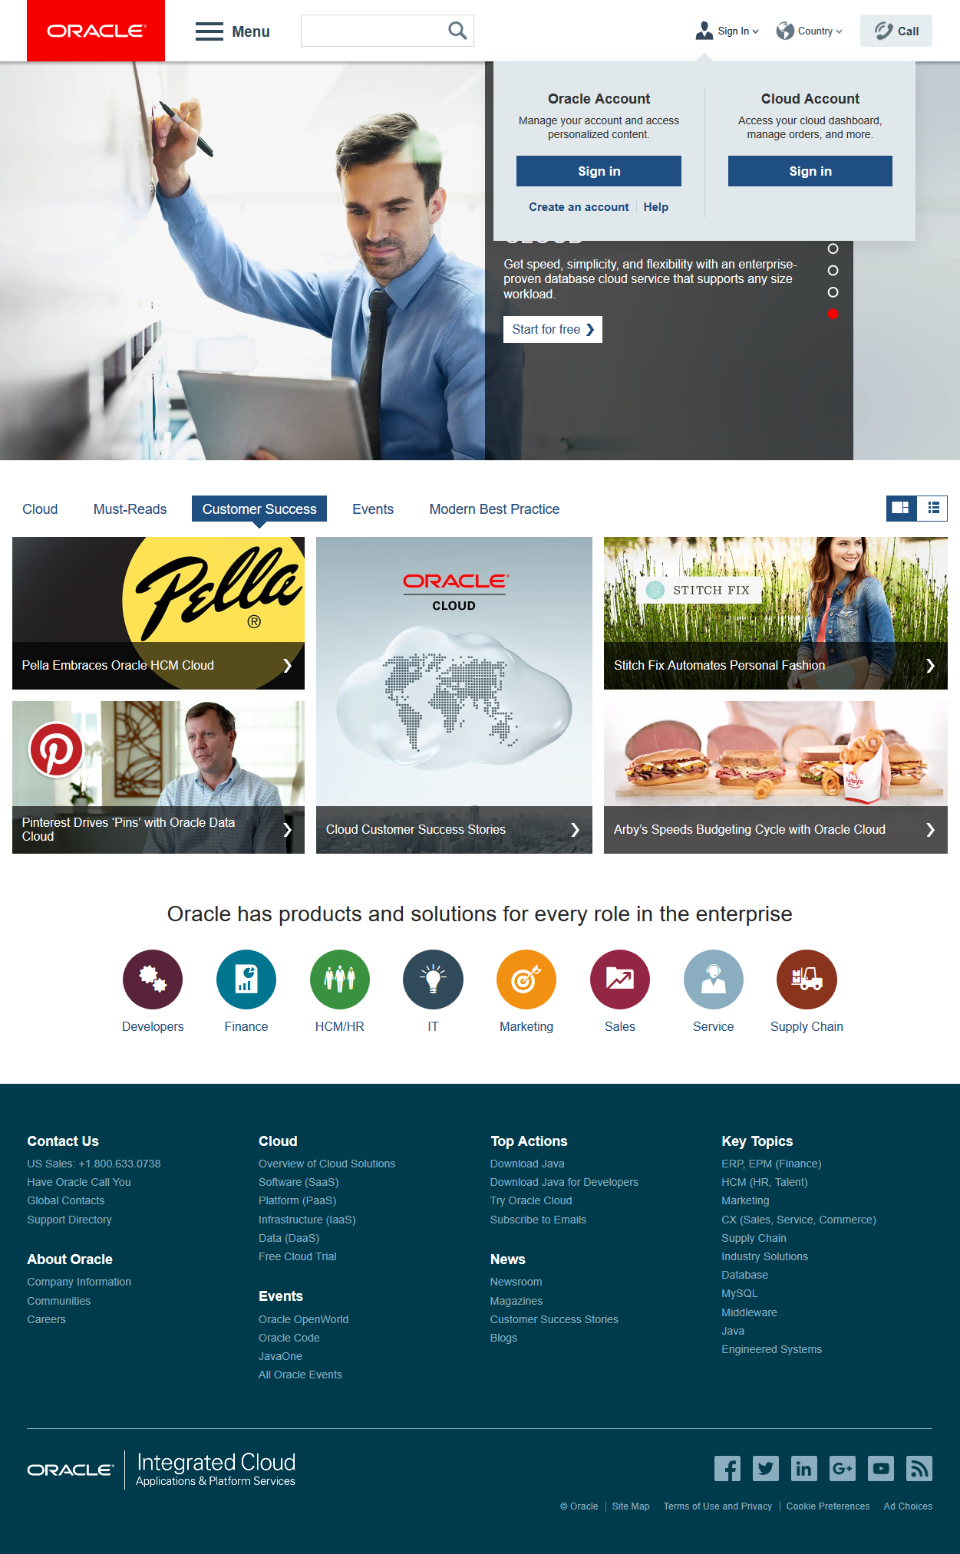 ORACLE
Menu
Sign In
Country
Call
Oracle Account
Manage your account and access
personalized content.
Sign in
Create an account
Help
Cloud Account
Access your cloud dashboard,
manage orders, and more.
Sign in
CLOUD
Get speed, simplicity, and flexibility with an enterprise-
proven database cloud service that supports any size
workload.
Start for free
Cloud
Must-Reads
Customer Success
Events
Modern Best Practice
Pella
®
Pella Embraces Oracle HCM Cloud
ORACLE
CLOUD
Cloud Customer Success Stories
STITCH FIX
Stitch Fix Automates Personal Fashion
Pinterest Drives 'Pins' with Oracle Data
Cloud
Arby's
Arby's Speeds Budgeting Cycle with Oracle Cloud
Oracle has products and solutions for every role in the enterprise
Developers
Finance
HCM/HR
IT
Marketing
Sales
Service
Supply Chain
Contact Us
US Sales: +1.800.633.0738
Have Oracle Call You
Global Contacts
Support Directory
About Oracle
Company Information
Communities
Careers
Cloud
Overview of Cloud Solutions
Software (SaaS)
Platform (PaaS)
Infrastructure (IaaS)
Data (DaaS)
Free Cloud Trial
Events
Oracle OpenWorld
Oracle Code
JavaOne
All Oracle Events
Top Actions
Download Java
Download Java for Developers
Try Oracle Cloud
Subscribe to Emails
News
Newsroom
Magazines
Customer Success Stories
Blogs
Key Topics
ERP, EPM (Finance)
HCM (HR, Talent)
Marketing
CX (Sales, Service, Commerce)
Supply Chain
Industry Solutions
Database
MySQL
Middleware
Java
Engineered Systems
ORACLE
Integrated Cloud
Applications & Platform Services
© Oracle
Site Map
Terms of Use and Privacy
Cookie Preferences
Ad Choices